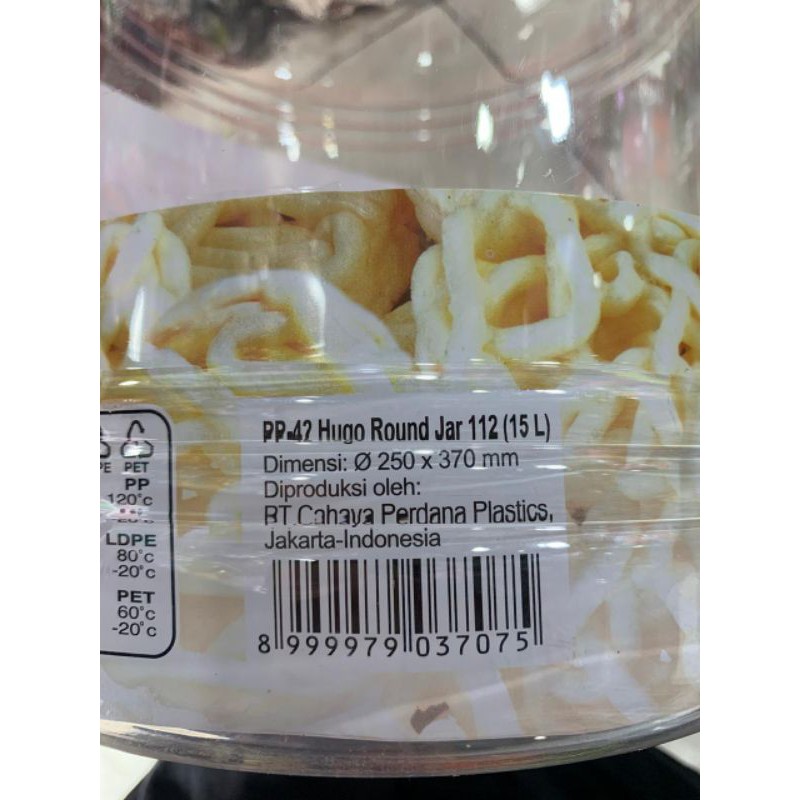 PP-42 Hugo Round Jar 112 (15 L)
Dimensi: Ø 250 x 370 mm
Diproduksi oleh:
PT Cahaya Perdana Plastics,
Jakarta-Indonesia
8 999979 037075
PE PET
PP
120°c
-20°c
LDPE
80°c
-20°c
PET
60°c
-20°c